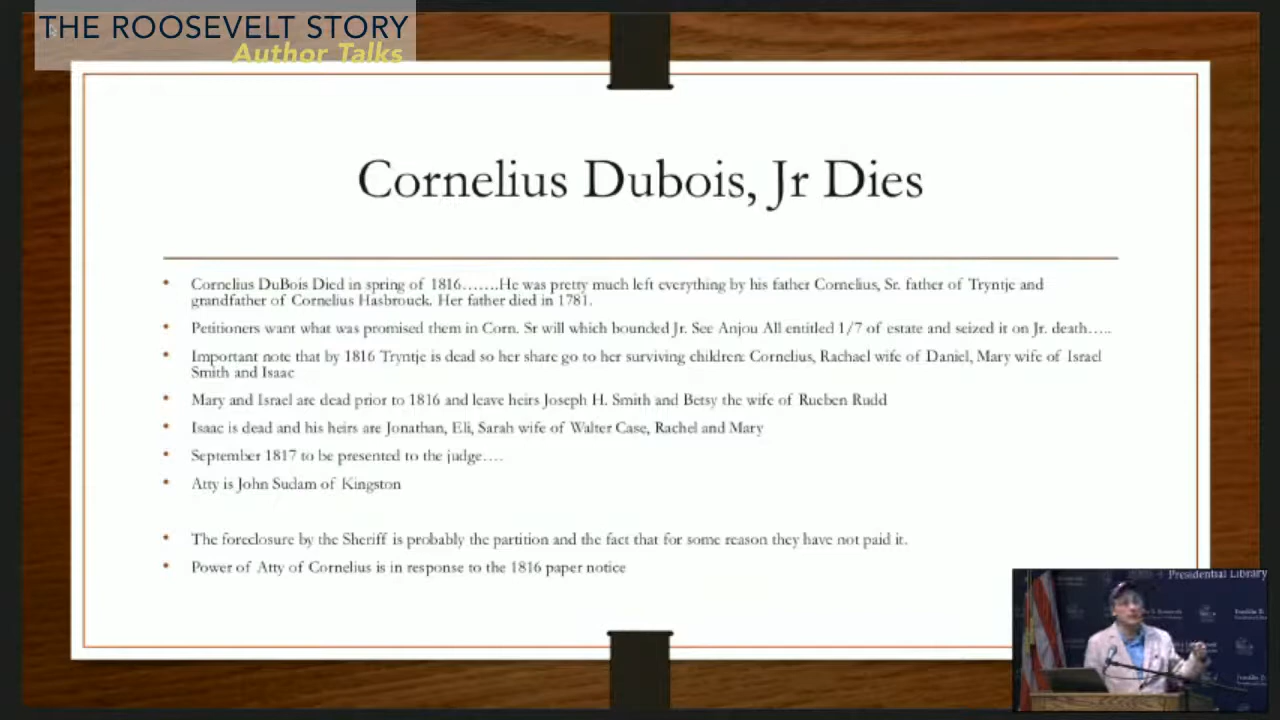 THE ROOSEVELT STORY
Author Talks
Cornelius Dubois, Jr Dies
• Cornelius DuBois Died in spring of 1816…….He was pretty much left everything by his father Cornelius, Sr. father of Tryntje and
grandfather of Cornelius Hasbrouck. Her father died in 1781.
• Petitioners want what was promised them in Corn. Sr will which bounded Jr. See Anjou All entitled 1/7 of estate and seized it on Jr. death…..
• Important note that by 1816 Tryntje is dead so her share go to her surviving children: Cornelius, Rachael wife of Daniel, Mary wife of Israel
Smith and Isaac
• Mary and Israel are dead prior to 1816 and leave heirs Joseph H. Smith and Betsy the wife of Rueben Rudd
• Isaac is dead and his heirs are Jonathan, Eli, Sarah wife of Walter Case, Rachel and Mary
• September 1817 to be presented to the judge….
• Atty is John Sudam of Kingston
• The foreclosure by the Sheriff is probably the partition and the fact that for some reason they have not paid it.
• Power of Atty of Cornelius is in response to the 1816 paper notice
Presidential Library